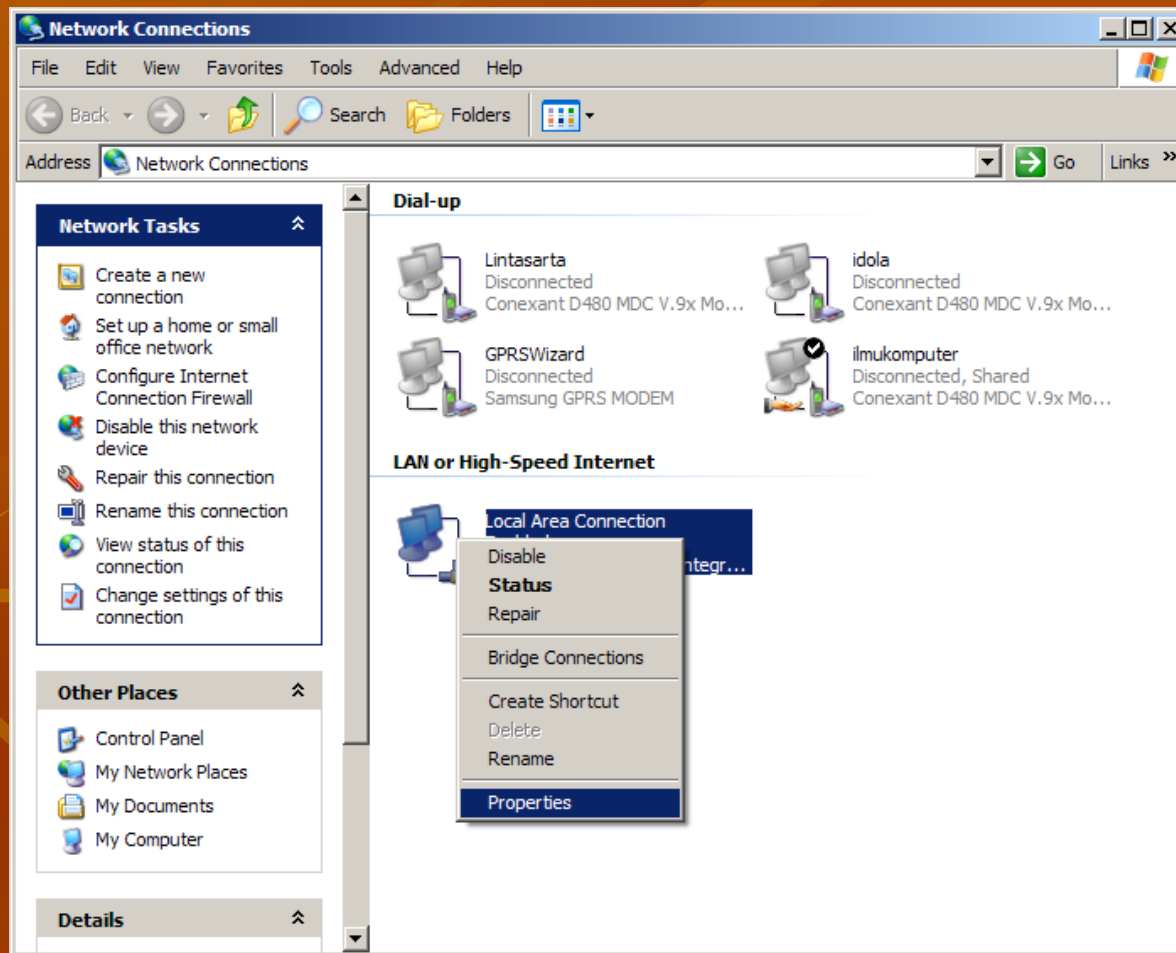 Network Connections
File Edit View Favorites Tools Advanced Help
Back Search Folders
Address Network Connections Go Links »
Network Tasks
Create a new
connection
Set up a home or small
office network
Configure Internet
Connection Firewall
Disable this network
device
Repair this connection
Rename this connection
View status of this
connection
Change settings of this
connection
Other Places
Control Panel
My Network Places
My Documents
My Computer
Details
Dial-up
Lintasarta
Disconnected
Conexant D480 MDC V.9x Mo...
idola
Disconnected
Conexant D480 MDC V.9x Mo...
GPRSWizard
Disconnected
Samsung GPRS MODEM
ilmukomputer
Disconnected, Shared
Conexant D480 MDC V.9x Mo...
LAN or High-Speed Internet
Local Area Connection
ntegr...
Disable
Status
Repair
Bridge Connections
Create Shortcut
Delete
Rename
Properties